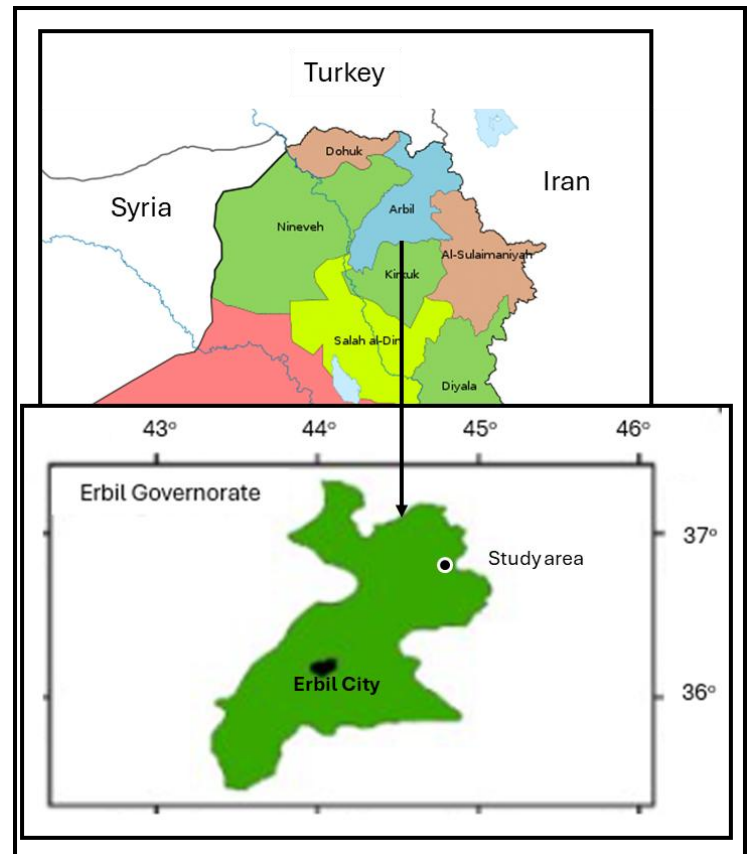 Turkey
Dohuk
Iran
Syria
Arbil
Nineveh
Al-Sulaimaniyah
Kirkuk
Salah al-Din
Diyala
43° 44° 45° 46°
Erbil Governorate
37°
Study area
Erbil City
36°